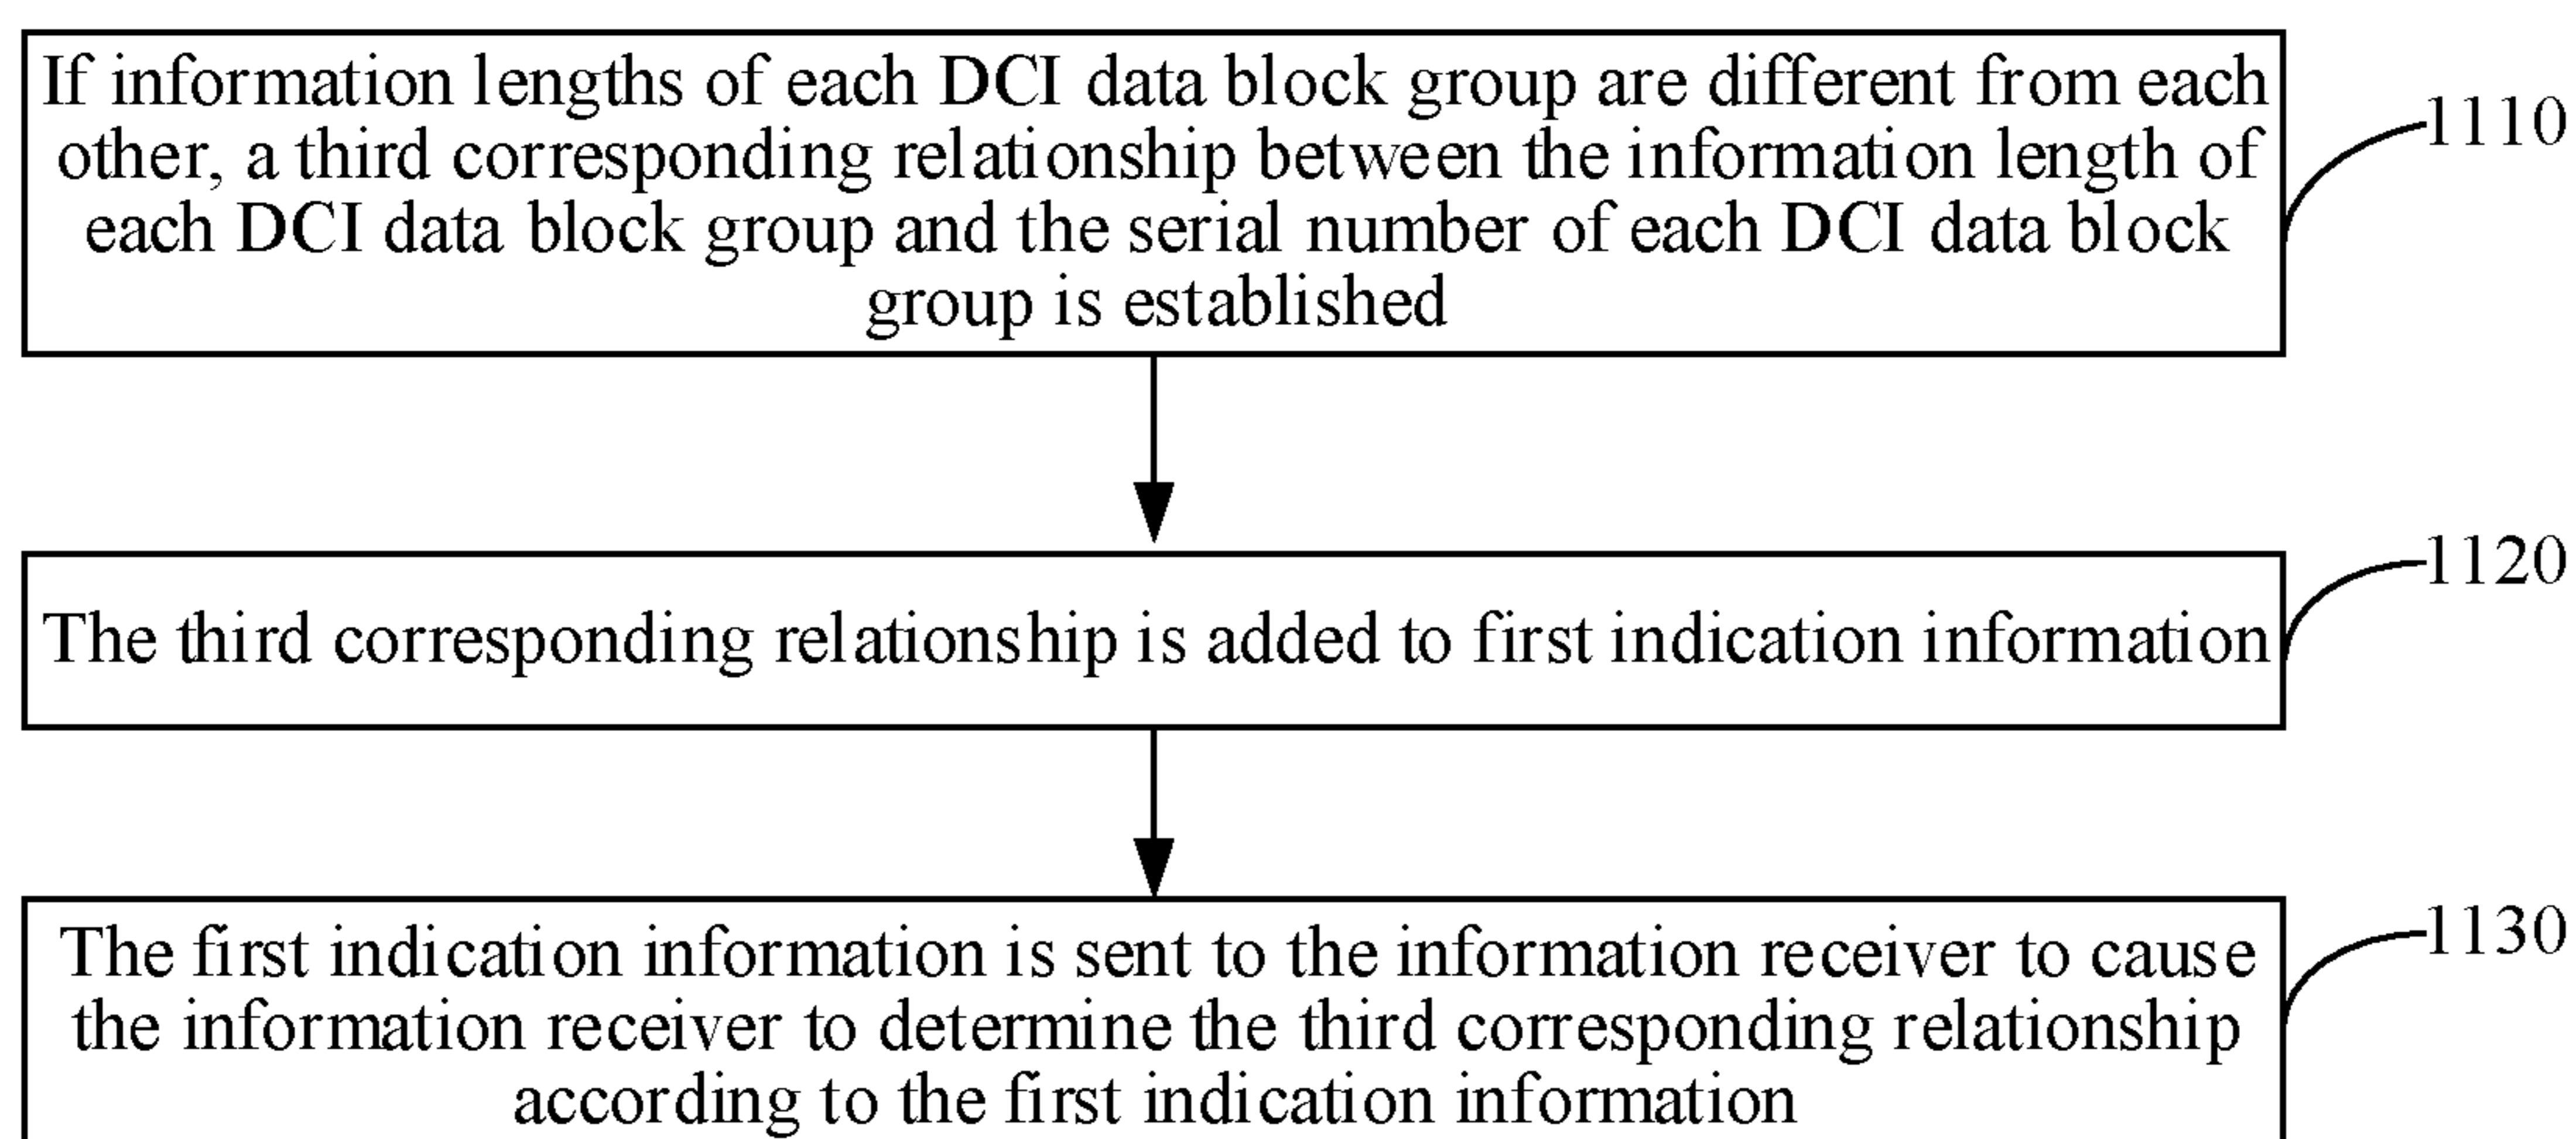 If information lengths of each DCI data block group are different from each
other, a third corresponding relationship between the information length of
each DCI data block group and the serial number of each DCI data block
group is established
1110
The third corresponding relationship is added to first indication information
1120
The first indication information is sent to the information receiver to cause
the information receiver to determine the third corresponding relationship
according to the first indication information
1130